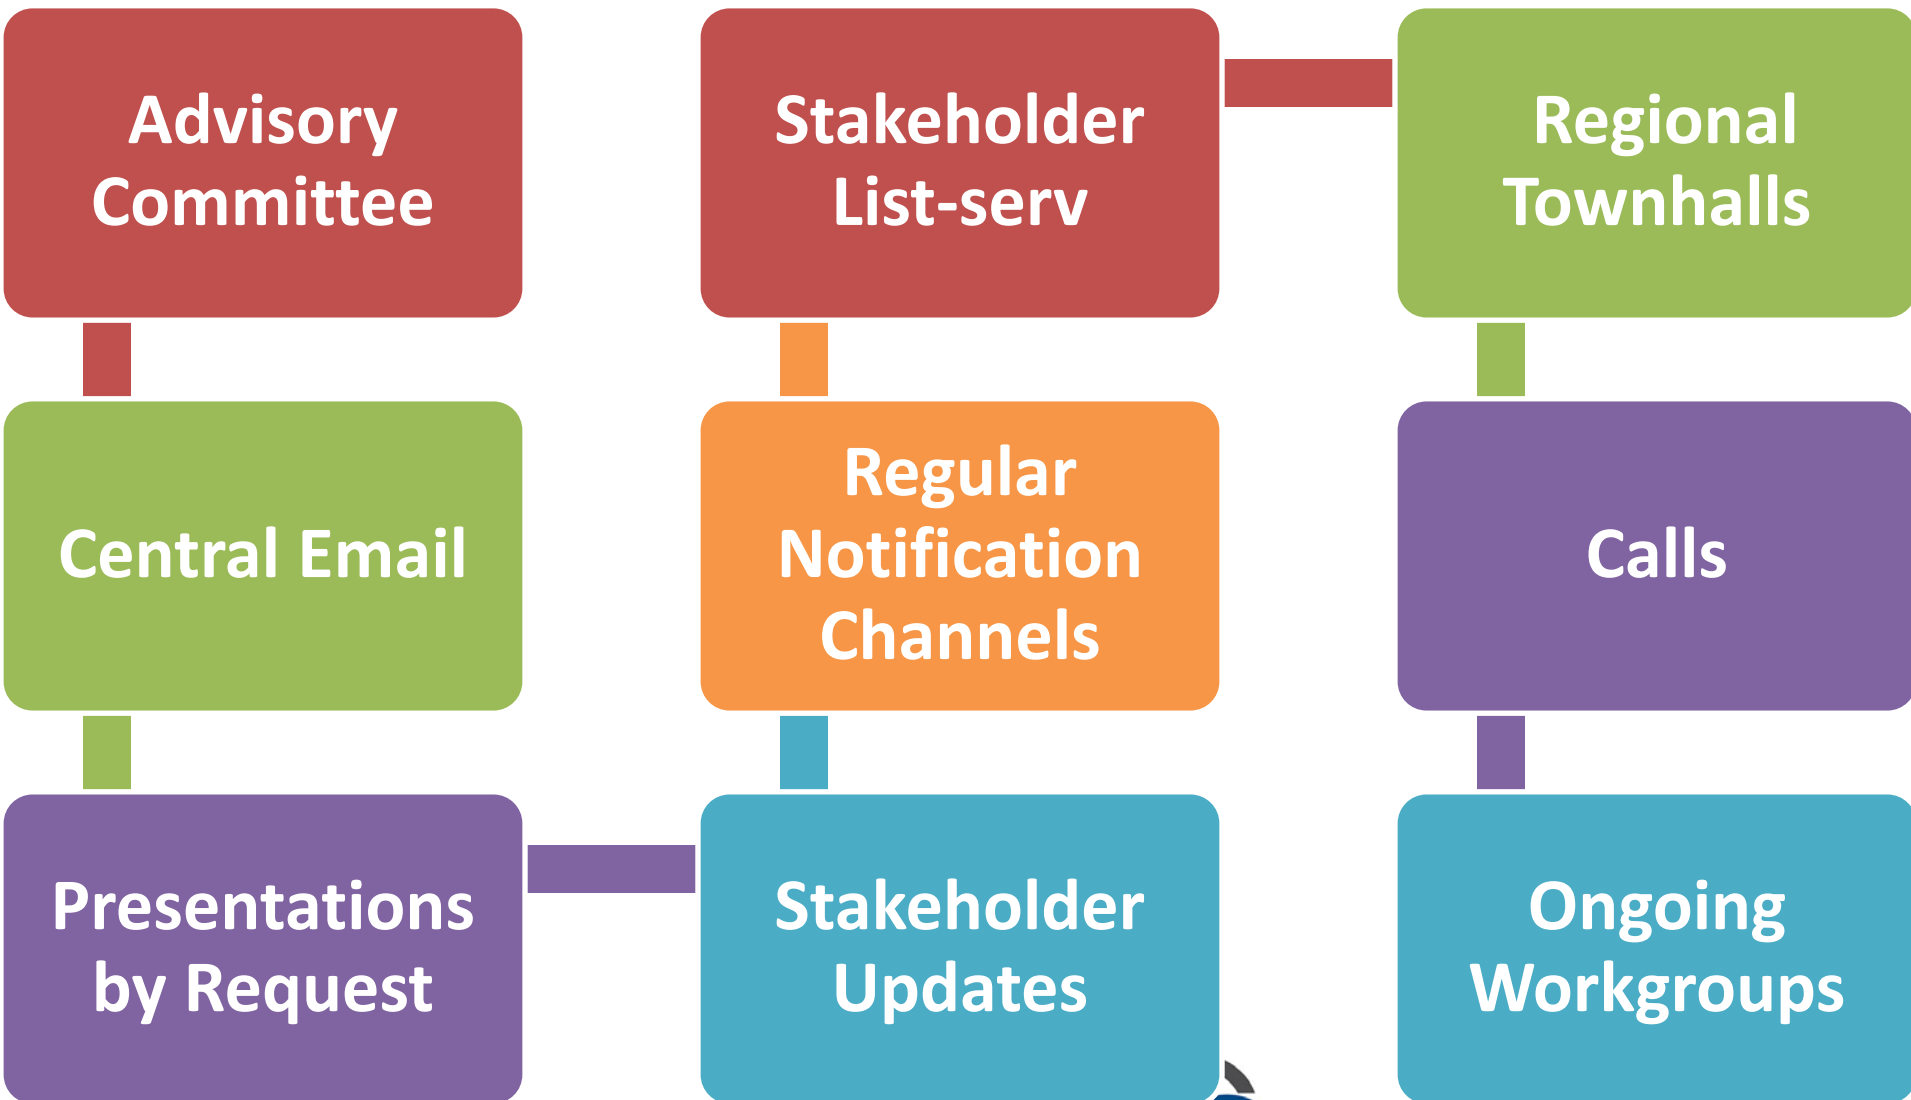 Advisory
Committee
Central Email
Presentations
by Request
Stakeholder
Updates
Regular
Notification
Channels
Stakeholder
List-serv
Regional
Townhalls
Calls
Ongoing
Workgroups